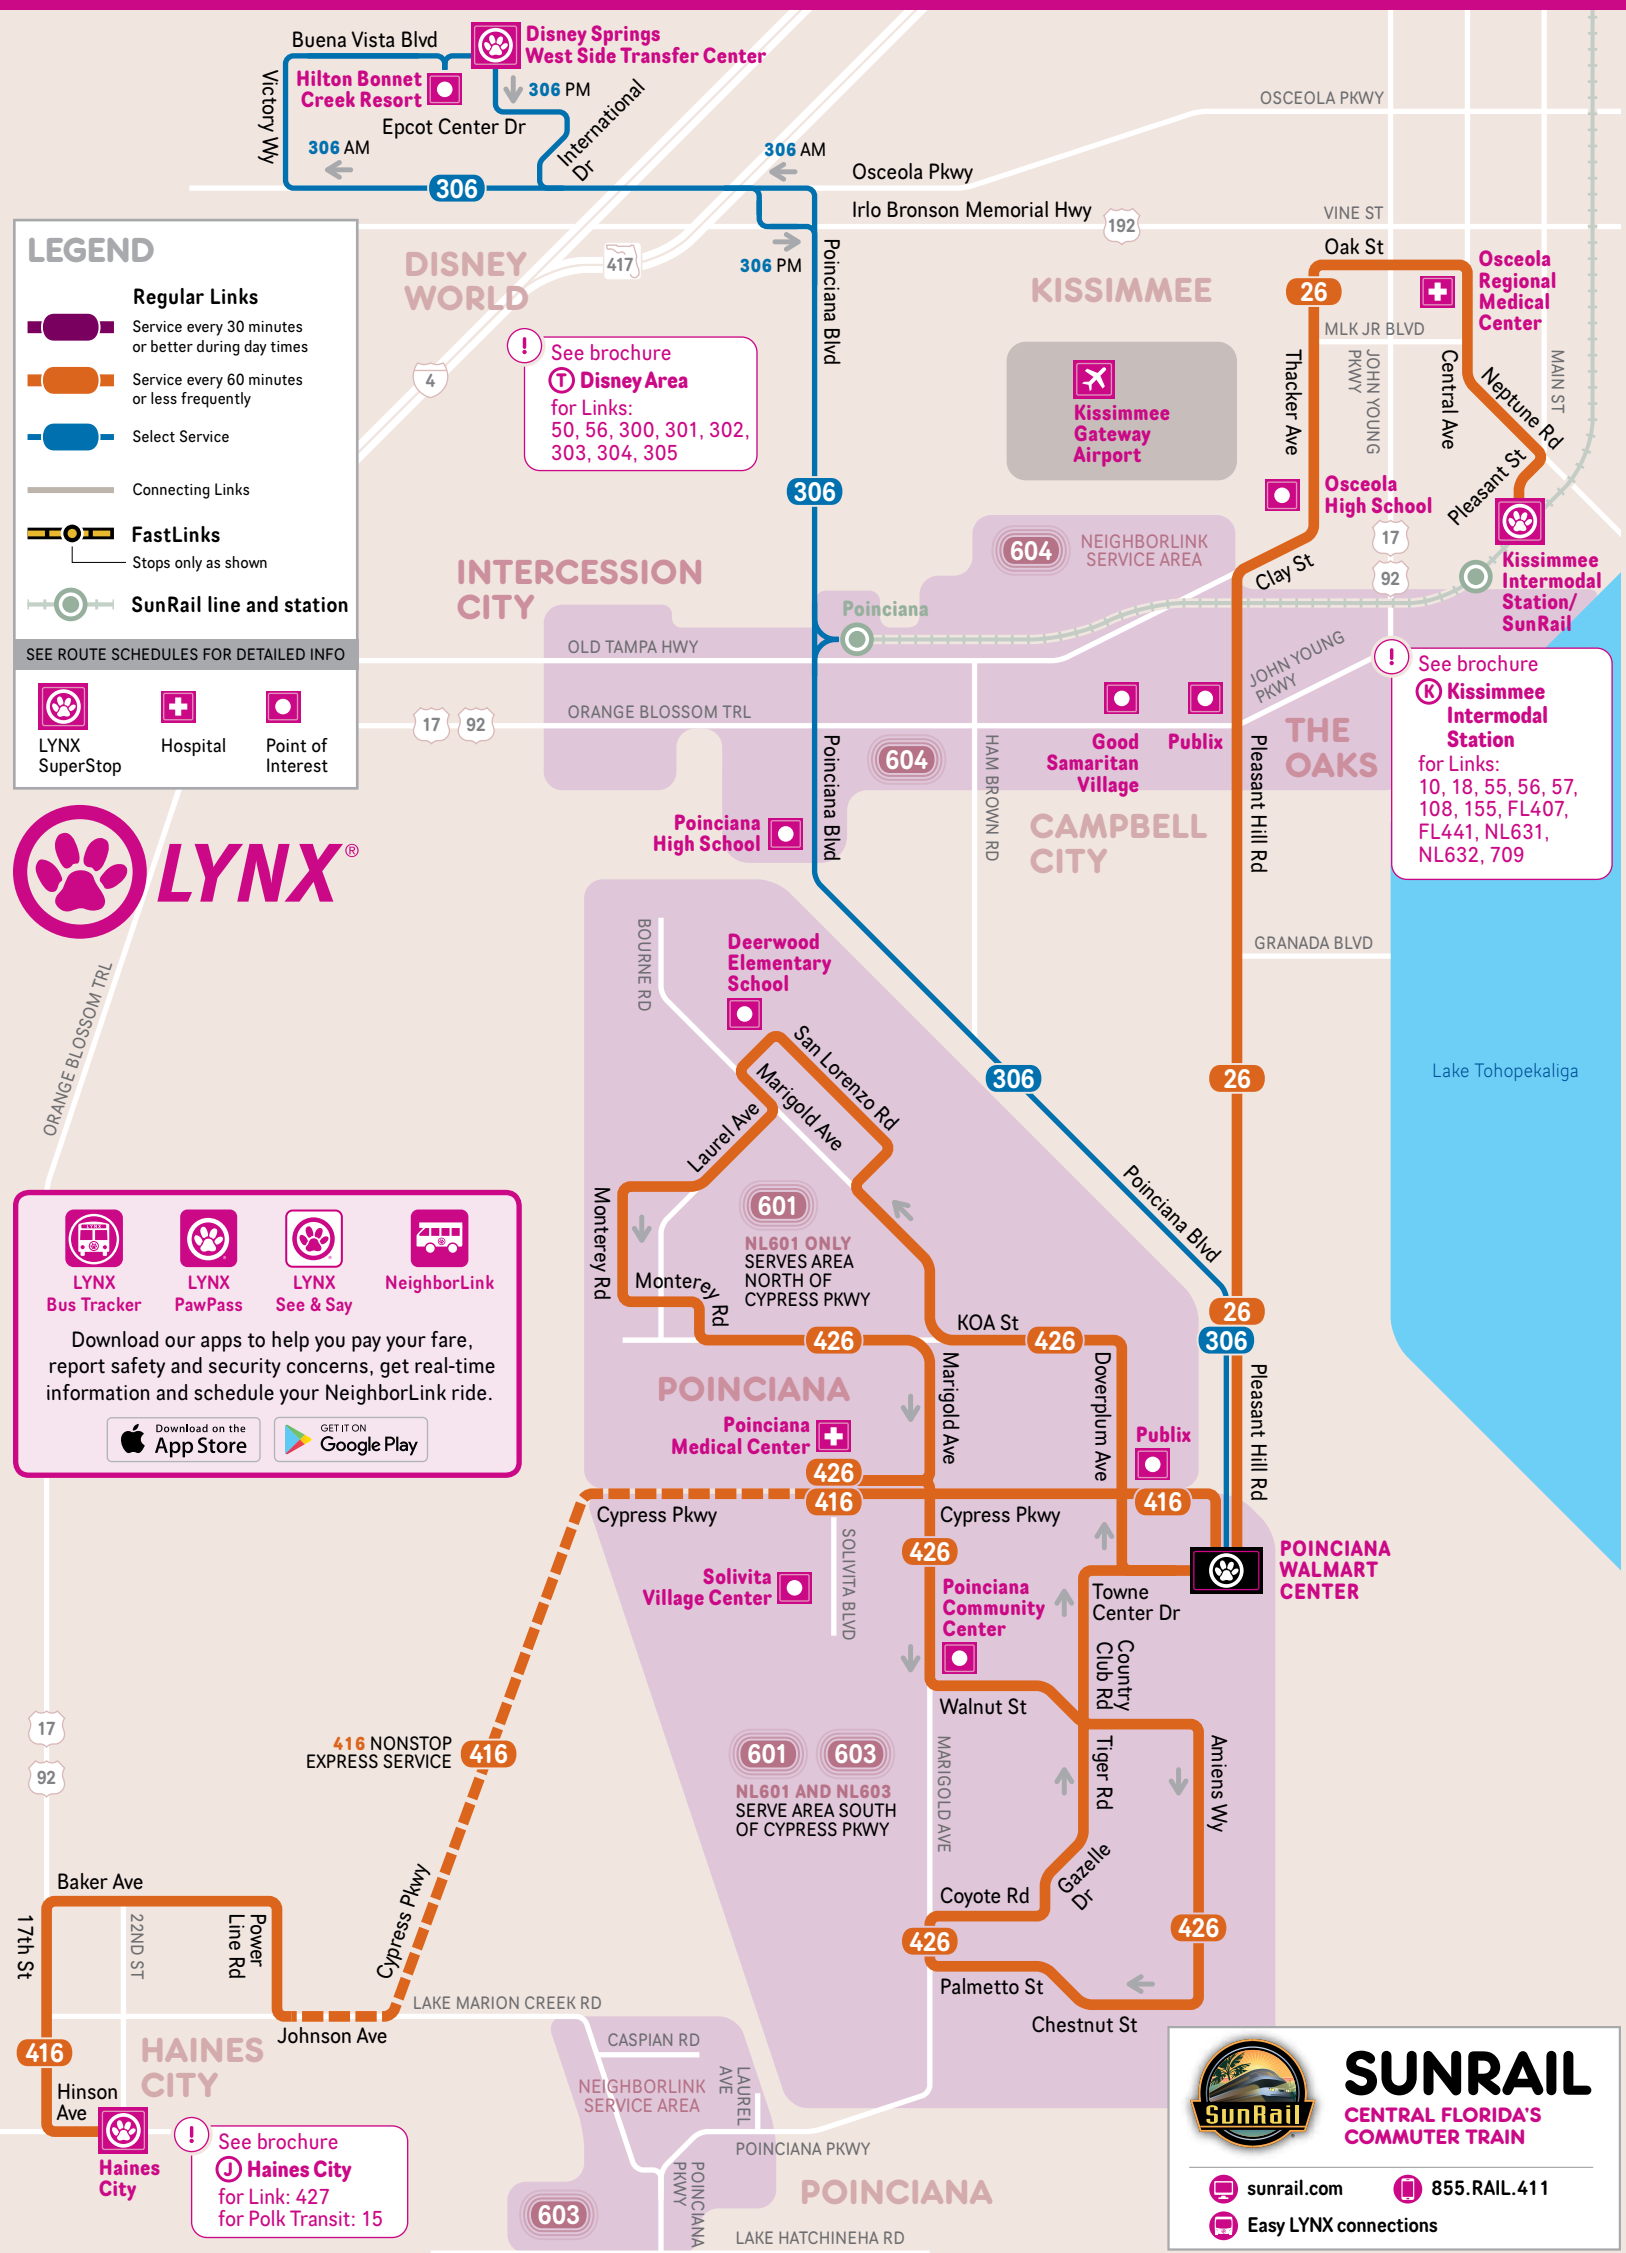 Buena Vista Blvd
Disney Springs
West Side Transfer Center
Victory Wy
Hilton Bonnet
Creek Resort
306 PM
Epcot Center Dr
International
Dr
306 AM
306
306 AM
Osceola Pkwy
OSCEOLA PKWY
Irlo Bronson Memorial Hwy
192
VINE ST
306 PM
Poinciana Blvd
DISNEY
WORLD
417
4
LEGEND
Regular Links
Service every 30 minutes
or better during day times
Service every 60 minutes
or less frequently
Select Service
Connecting Links
FastLinks
Stops only as shown
SunRail line and station
SEE ROUTE SCHEDULES FOR DETAILED INFO
LYNX
SuperStop
Hospital
Point of
Interest
LYNX®
! See brochure
T Disney Area
for Links:
50, 56, 300, 301, 302,
303, 304, 305
306
KISSIMMEE
Kissimmee
Gateway
Airport
Oak St
26
Osceola
Regional
Medical
Center
MLK JR BLVD
Thacker Ave
JOHN YOUNG
PKWY
Central Ave
Neptune Rd
MAIN ST
Pleasant St
Osceola
High School
17
92
Clay St
Kissimmee
Intermodal
Station/
SunRail
604
NEIGHBORLINK
SERVICE AREA
INTERCESSION
CITY
Poinciana
OLD TAMPA HWY
JOHN YOUNG
PKWY
17
92
ORANGE BLOSSOM TRL
604
Poinciana Blvd
HAM BROWN RD
Good
Samaritan
Village
Publix
Pleasant Hill Rd
THE
OAKS
! See brochure
K Kissimmee
Intermodal
Station
for Links:
10, 18, 55, 56, 57,
108, 155, FL407,
FL441, NL631,
NL632, 709
Poinciana
High School
CAMPBELL
CITY
GRANADA BLVD
Lake Tohopekaliga
ORANGE BLOSSOM TRL
BOURNE RD
Deerwood
Elementary
School
San Lorenzo Rd
Marigold Ave
Laurel Ave
306
26
Poinciana Blvd
Monterey Rd
Monterey Rd
601
NL601 ONLY
SERVES AREA
NORTH OF
CYPRESS PKWY
KOA St
426
426
26
306
Pleasant Hill Rd
LYNX
LYNX
Bus Tracker
LYNX
PawPass
LYNX
See & Say
NeighborLink
Download our apps to help you pay your fare,
report safety and security concerns, get real-time
information and schedule your NeighborLink ride.
Download on the
App Store
GET IT ON
Google Play
POINCIANA
Poinciana
Medical Center
Marigold Ave
Doverplum Ave
Publix
426
416
416
Cypress Pkwy
Cypress Pkwy
426
SOLIVITA BLVD
Solivita
Village Center
Poinciana
Community
Center
Towne
Center Dr
POINCIANA
WALMART
CENTER
Country
Club Rd
Walnut St
416 NONSTOP
EXPRESS SERVICE
416
601
603
NL601 AND NL603
SERVE AREA SOUTH
OF CYPRESS PKWY
MARIGOLD AVE
Tiger Rd
Amiens Wy
Gazelle
Dr
Coyote Rd
426
426
Palmetto St
Chestnut St
17
92
Baker Ave
17th St
22ND ST
Power
Line Rd
Cypress Pkwy
LAKE MARION CREEK RD
Johnson Ave
416
HAINES
CITY
Hinson
Ave
Haines
City
! See brochure
J Haines City
for Link: 427
for Polk Transit: 15
CASPIAN RD
NEIGHBORLINK
SERVICE AREA
LAUREL
AVE
POINCIANA PKWY
POINCIANA
PKWY
603
POINCIANA
LAKE HATCHINEHA RD
SunRail
SUNRAIL
CENTRAL FLORIDA'S
COMMUTER TRAIN
sunrail.com
855.RAIL.411
Easy LYNX connections